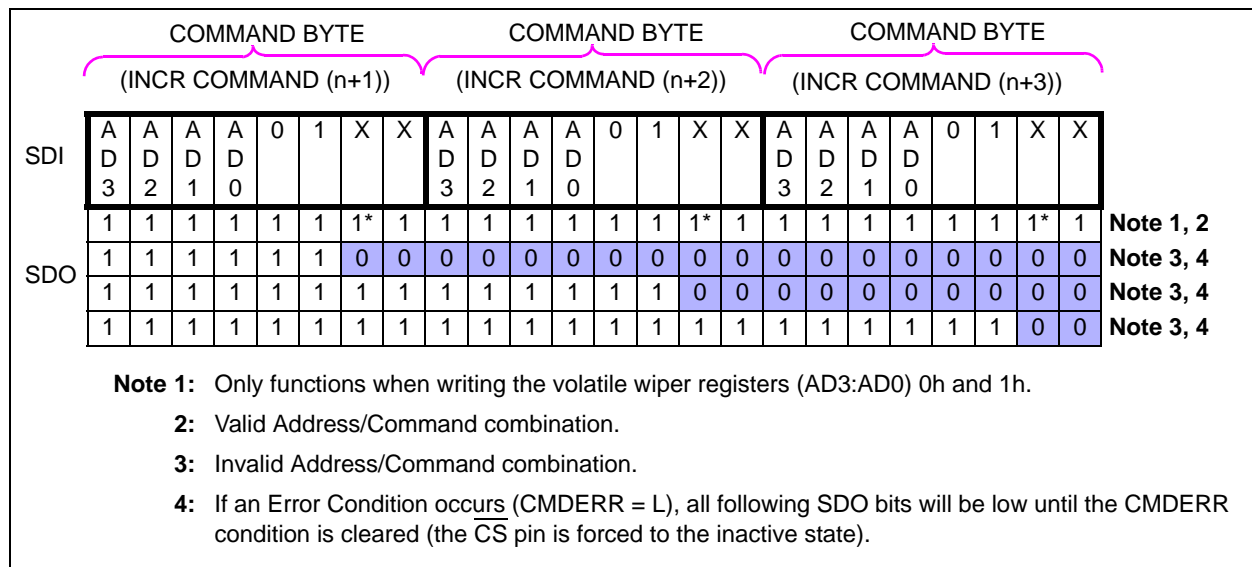 COMMAND BYTE COMMAND BYTE COMMAND BYTE
(INCR COMMAND (n+1)) (INCR COMMAND (n+2)) (INCR COMMAND (n+3))
SDI
A A A A 0 1 X X A A A A 0 1 X X A A A A 0 1 X X
D D D D D D D D D D D D
3 2 1 0 3 2 1 0 3 2 1 0
SDO
1 1 1 1 1 1 1* 1 1 1 1 1 1 1 1* 1 1 1 1 1 1 1 1* 1 Note 1, 2
1 1 1 1 1 1 0 0 0 0 0 0 0 0 0 0 0 0 0 0 0 0 0 0 Note 3, 4
1 1 1 1 1 1 1 1 1 1 1 1 1 1 0 0 0 0 0 0 0 0 0 0 Note 3, 4
1 1 1 1 1 1 1 1 1 1 1 1 1 1 1 1 1 1 1 1 1 1 0 0 Note 3, 4
Note 1: Only functions when writing the volatile wiper registers (AD3:AD0) 0h and 1h.
2: Valid Address/Command combination.
3: Invalid Address/Command combination.
4: If an Error Condition occurs (CMDERR = L), all following SDO bits will be low until the CMDERR
condition is cleared (the CS pin is forced to the inactive state).